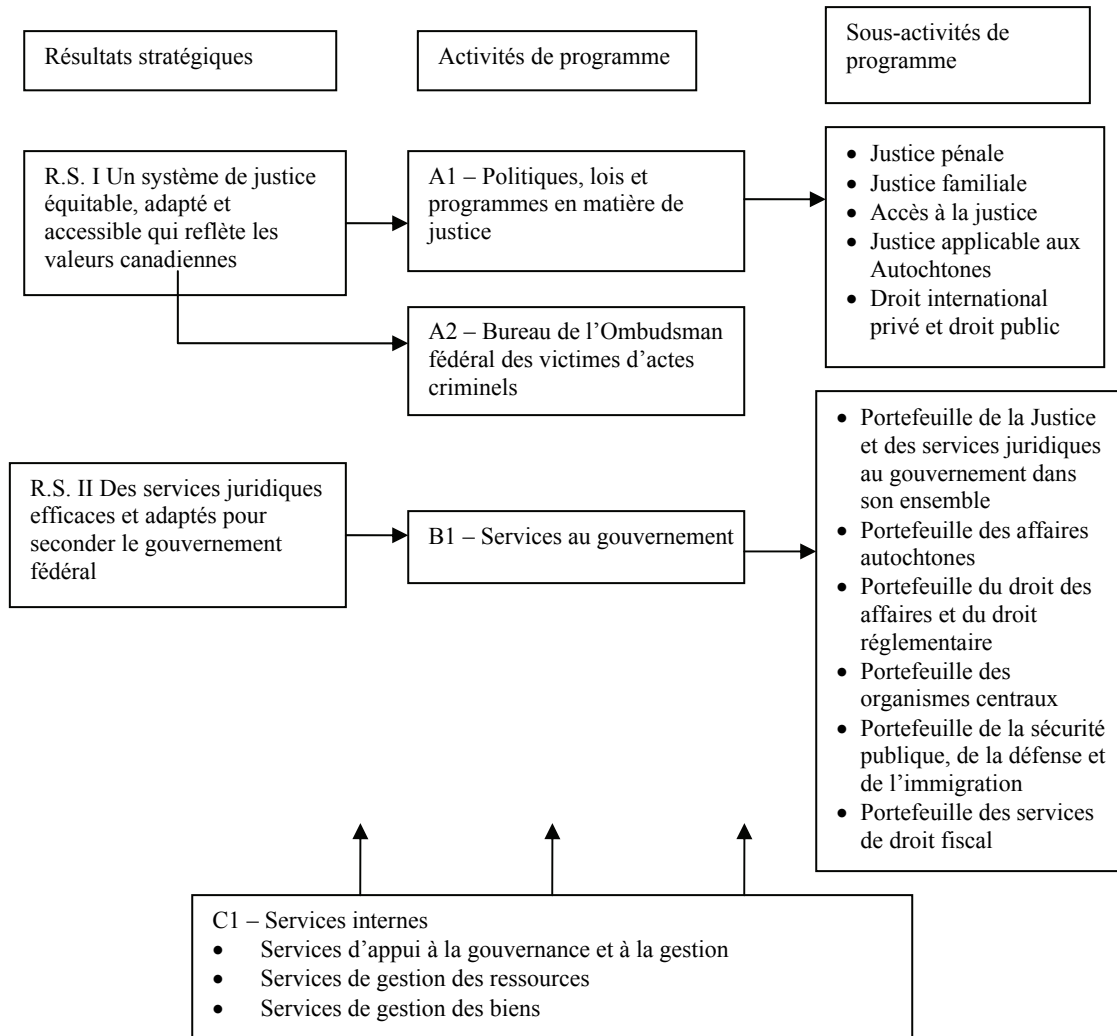 Résultats stratégiques
Activités de programme
Sous-activités de
programme
R.S. I Un système de justice
équitable, adapté et
accessible qui reflète les
valeurs canadiennes
A1 – Politiques, lois et
programmes en matière de
justice
• Justice pénale
• Justice familiale
• Accès à la justice
• Justice applicable aux
Autochtones
• Droit international
privé et droit public
A2 – Bureau de l’Ombudsman
fédéral des victimes d’actes
criminels
R.S. II Des services juridiques
efficaces et adaptés pour
seconder le gouvernement
fédéral
B1 – Services au gouvernement
• Portefeuille de la Justice
et des services juridiques
au gouvernement dans
son ensemble
• Portefeuille des affaires
autochtones
• Portefeuille du droit des
affaires et du droit
réglementaire
• Portefeuille des
organismes centraux
• Portefeuille de la sécurité
publique, de la défense et
de l’immigration
• Portefeuille des services
de droit fiscal
C1 – Services internes
• Services d’appui à la gouvernance et à la gestion
• Services de gestion des ressources
• Services de gestion des biens